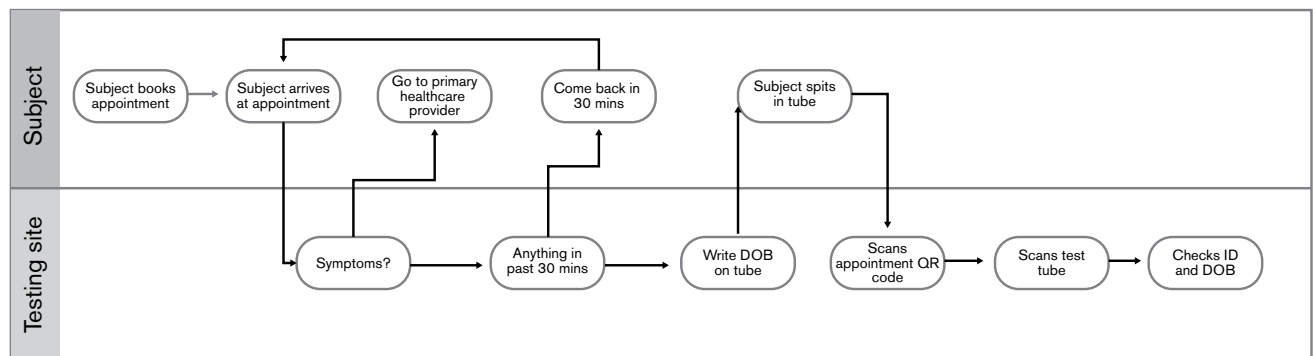 Subject
Subject books
appointment
Subject arrives
at appointment
Go to primary
healthcare
provider
Come back in
30 mins
Subject spits
in tube
Testing site
Symptoms?
Anything in
past 30 mins
Write DOB
on tube
Scans
appointment QR
code
Scans test
tube
Checks ID
and DOB